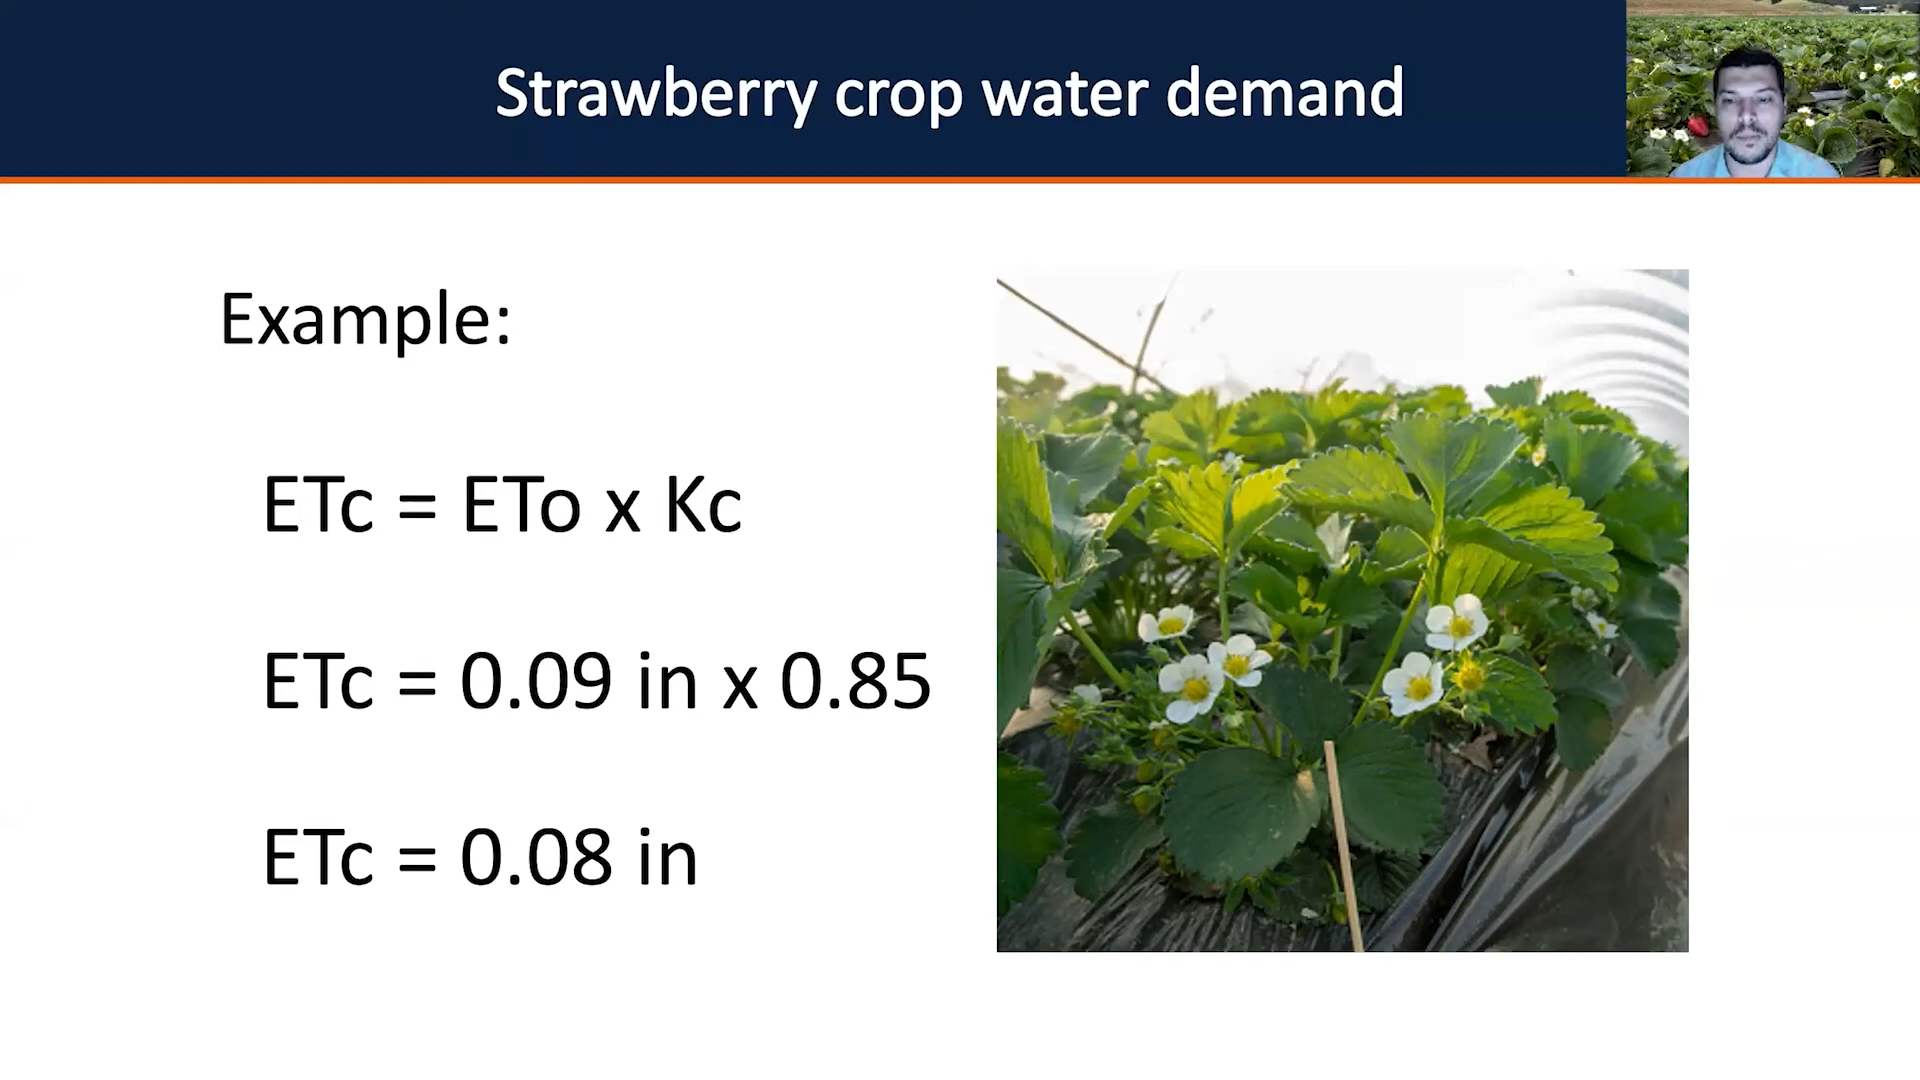 Strawberry crop water demand
Example:
ETc = ETo x Kc
ETc = 0.09 in x 0.85
ETc = 0.08 in